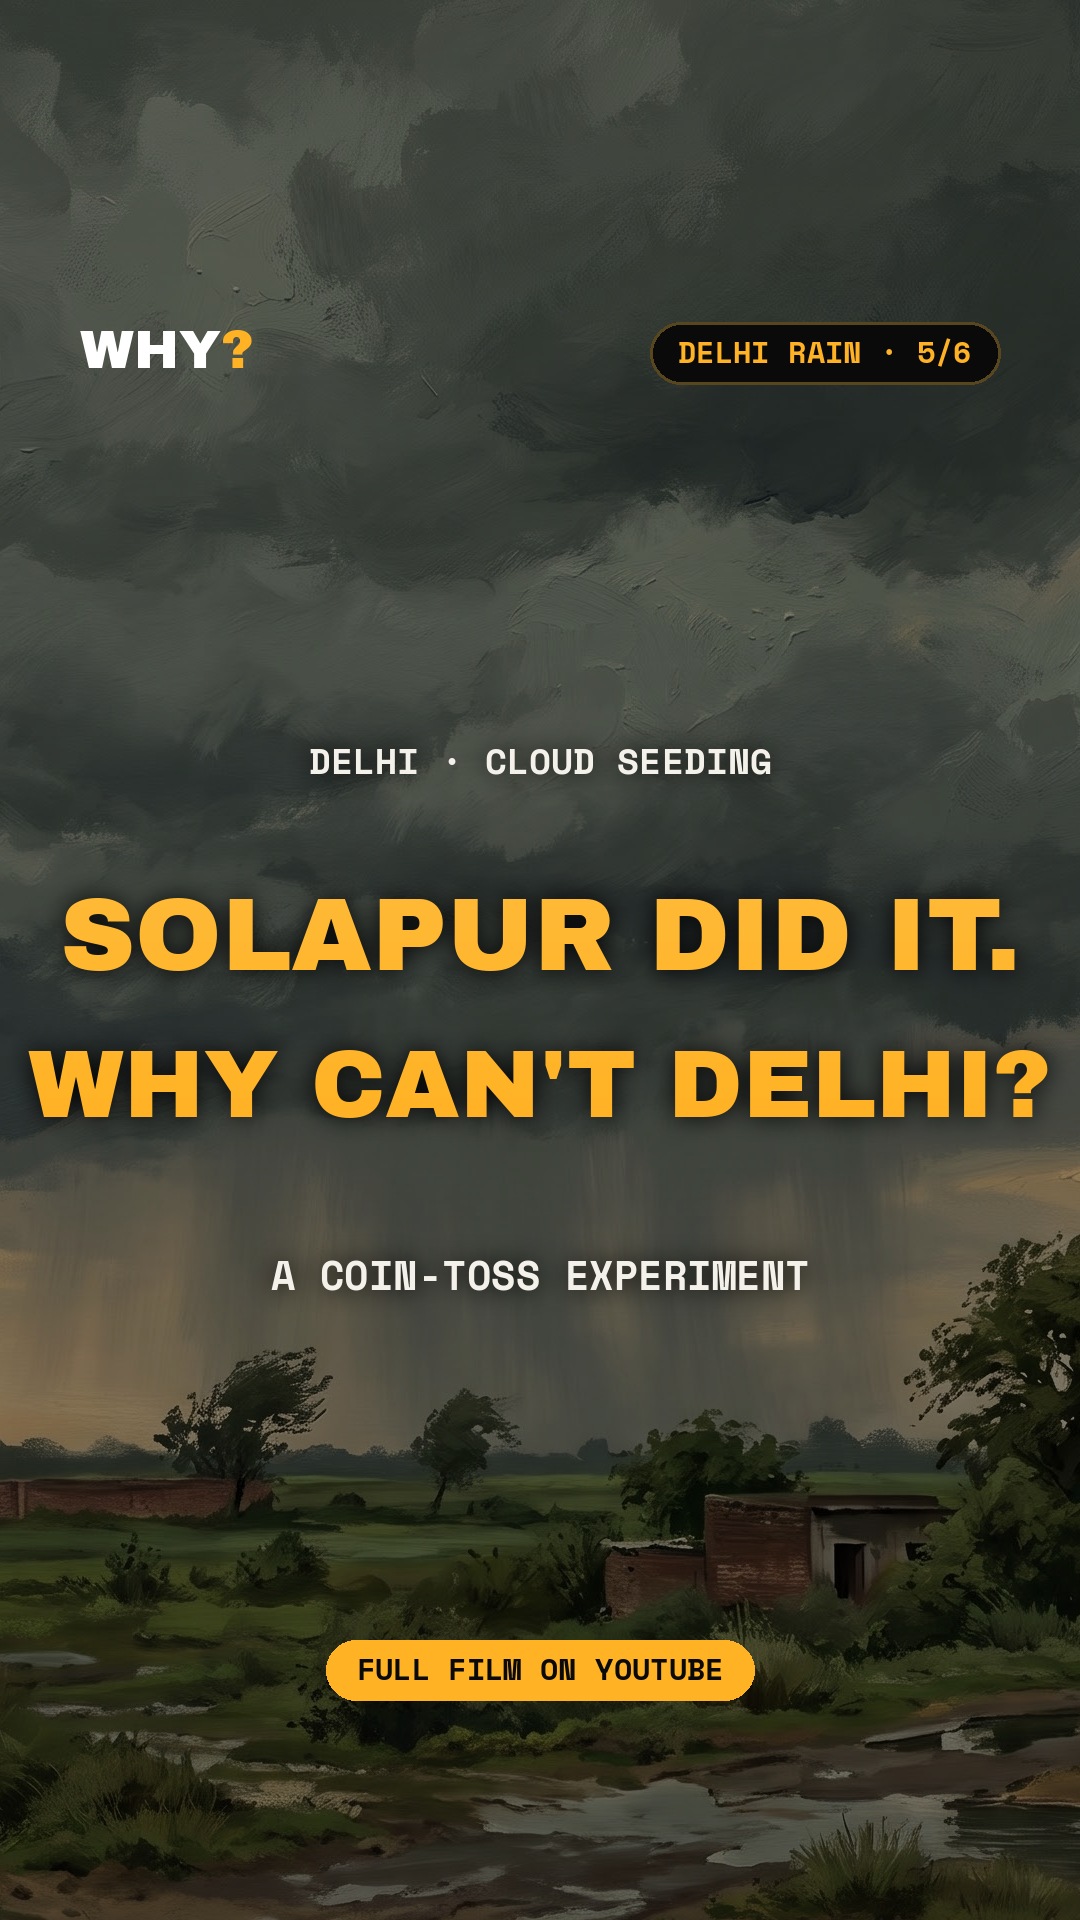 WHY?
DELHI RAIN · 5/6
DELHI · CLOUD SEEDING
SOLAPUR DID IT.
WHY CAN'T DELHI?
A COIN-TOSS EXPERIMENT
FULL FILM ON YOUTUBE